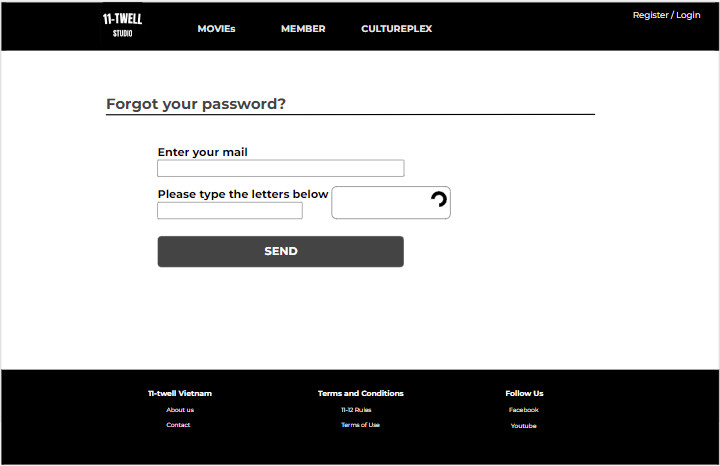 11-TWELL
STUDIO
MOVIEs
MEMBER
CULTUREPLEX
Register / Login
Forgot your password?
Enter your mail
Please type the letters below
SEND
11-twell Vietnam
Terms and Conditions
Follow Us
About us
11-12 Rules
Facebook
Contact
Terms of Use
Youtube